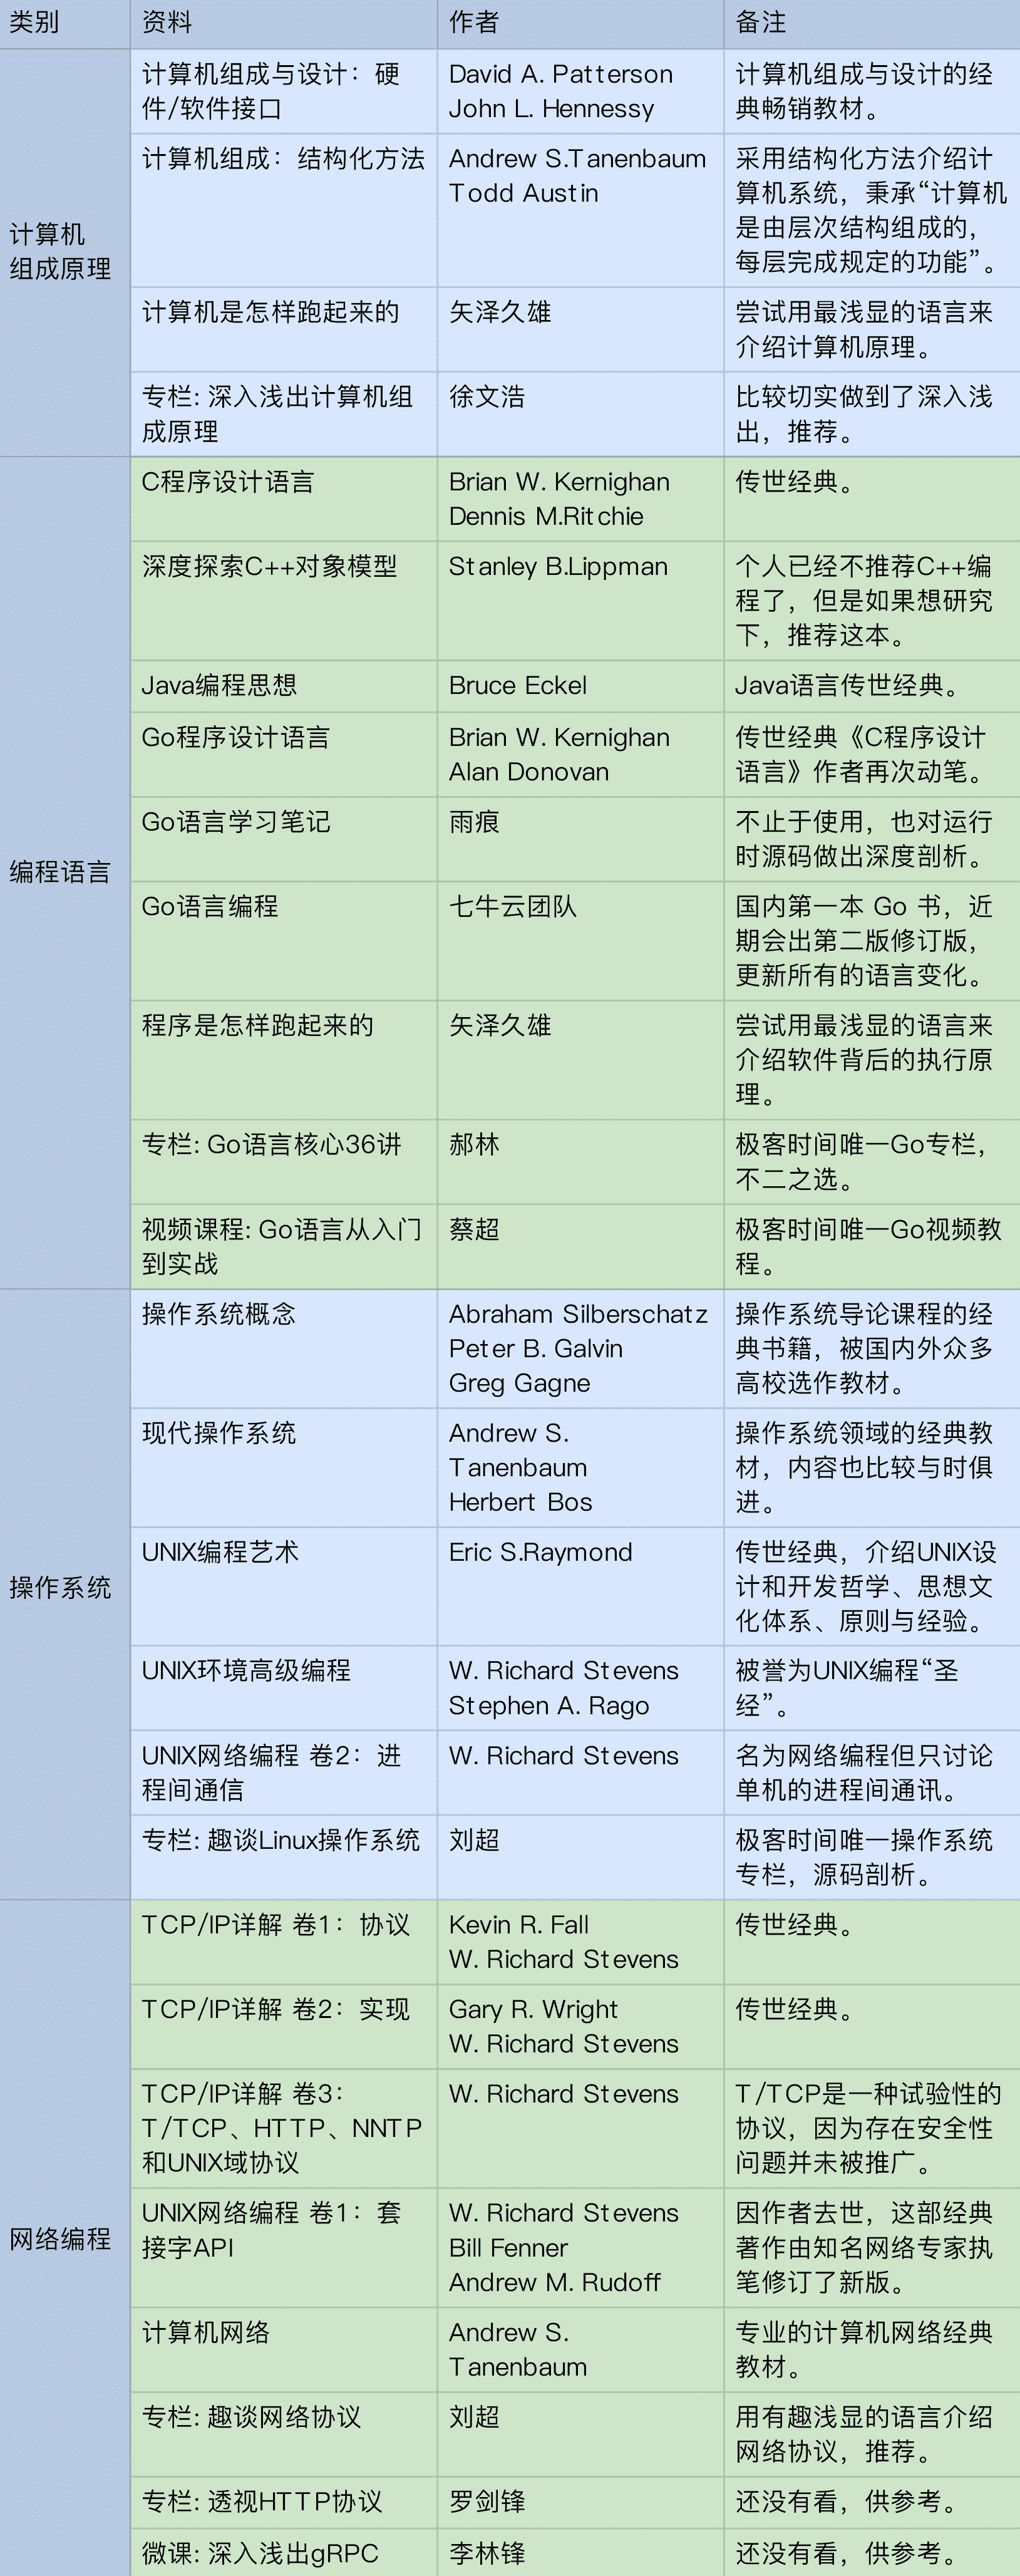 类别 资料 作者 备注
计算机
组成原理
计算机组成与设计：硬
件/软件接口
David A. Patterson
John L. Hennessy
计算机组成与设计的经
典畅销教材。
计算机组成：结构化方法
Andrew S.Tanenbaum
Todd Austin
采用结构化方法介绍计
算机系统，秉承“计算机
是由层次结构组成的，
每层完成规定的功能”。
计算机是怎样跑起来的
矢泽久雄
尝试用最浅显的语言来
介绍计算机原理。
专栏: 深入浅出计算机组
成原理
徐文浩
比较切实做到了深入浅
出，推荐。
编程语言
C程序设计语言
Brian W. Kernighan
Dennis M.Ritchie
传世经典。
深度探索C++对象模型
Stanley B.Lippman
个人已经不推荐C++编
程了，但是如果想研究
下，推荐这本。
Java编程思想
Bruce Eckel
Java语言传世经典。
Go程序设计语言
Brian W. Kernighan
Alan Donovan
传世经典《C程序设计
语言》作者再次动笔。
Go语言学习笔记
雨痕
不止于使用，也对运行
时源码做出深度剖析。
Go语言编程
七牛云团队
国内第一本 Go 书，近
期会出第二版修订版，
更新所有的语言变化。
程序是怎样跑起来的
矢泽久雄
尝试用最浅显的语言来
介绍软件背后的执行原
理。
专栏: Go语言核心36讲
郝林
极客时间唯一Go专栏，
不二之选。
视频课程: Go语言从入门
到实战
蔡超
极客时间唯一Go视频教
程。
操作系统
操作系统概念
Abraham Silberschatz
Peter B. Galvin
Greg Gagne
操作系统导论课程的经
典书籍，被国内外众多
高校选作教材。
现代操作系统
Andrew S.
Tanenbaum
Herbert Bos
操作系统领域的经典教
材，内容也比较与时俱
进。
UNIX编程艺术
Eric S.Raymond
传世经典，介绍UNIX设
计和开发哲学、思想文
化体系、原则与经验。
UNIX环境高级编程
W. Richard Stevens
Stephen A. Rago
被誉为UNIX编程“圣
经”。
UNIX网络编程 卷2：进
程间通信
W. Richard Stevens
名为网络编程但只讨论
单机的进程间通讯。
专栏: 趣谈Linux操作系统
刘超
极客时间唯一操作系统
专栏，源码剖析。
网络编程
TCP/IP详解 卷1：协议
Kevin R. Fall
W. Richard Stevens
传世经典。
TCP/IP详解 卷2：实现
Gary R. Wright
W. Richard Stevens
传世经典。
TCP/IP详解 卷3：
T/TCP、HTTP、NNTP
和UNIX域协议
W. Richard Stevens
T/TCP是一种试验性的
协议，因为存在安全性
问题并未被推广。
UNIX网络编程 卷1：套
接字API
W. Richard Stevens
Bill Fenner
Andrew M. Rudoff
因作者去世，这部经典
著作由知名网络专家执
笔修订了新版。
计算机网络
Andrew S.
Tanenbaum
专业的计算机网络经典
教材。
专栏: 趣谈网络协议
刘超
用有趣浅显的语言介绍
网络协议，推荐。
专栏: 透视HTTP协议
罗剑锋
还没有看，供参考。
微课: 深入浅出gRPC
李林锋
还没有看，供参考。